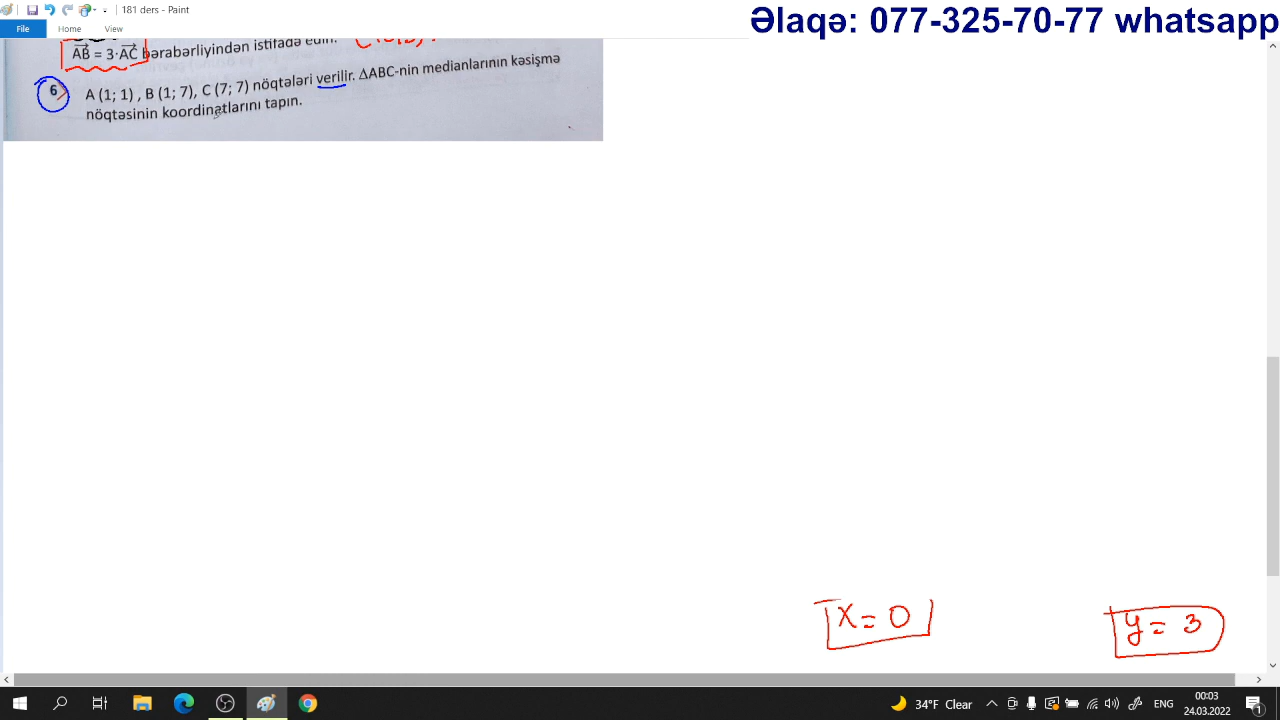 181 ders - Paint
Əlaqə: 077-325-70-77 whatsapp
File Home View
AB = 3·AC bərabərliyindən istifadə edin.
6 A (1; 1) , B (1; 7), C (7; 7) nöqtələri verilir. ΔABC-nin medianlarının kəsişmə
nöqtəsinin koordinatlarını tapın.
x = 0 y = 3
34°F Clear ENG 00:03
24.03.2022 1